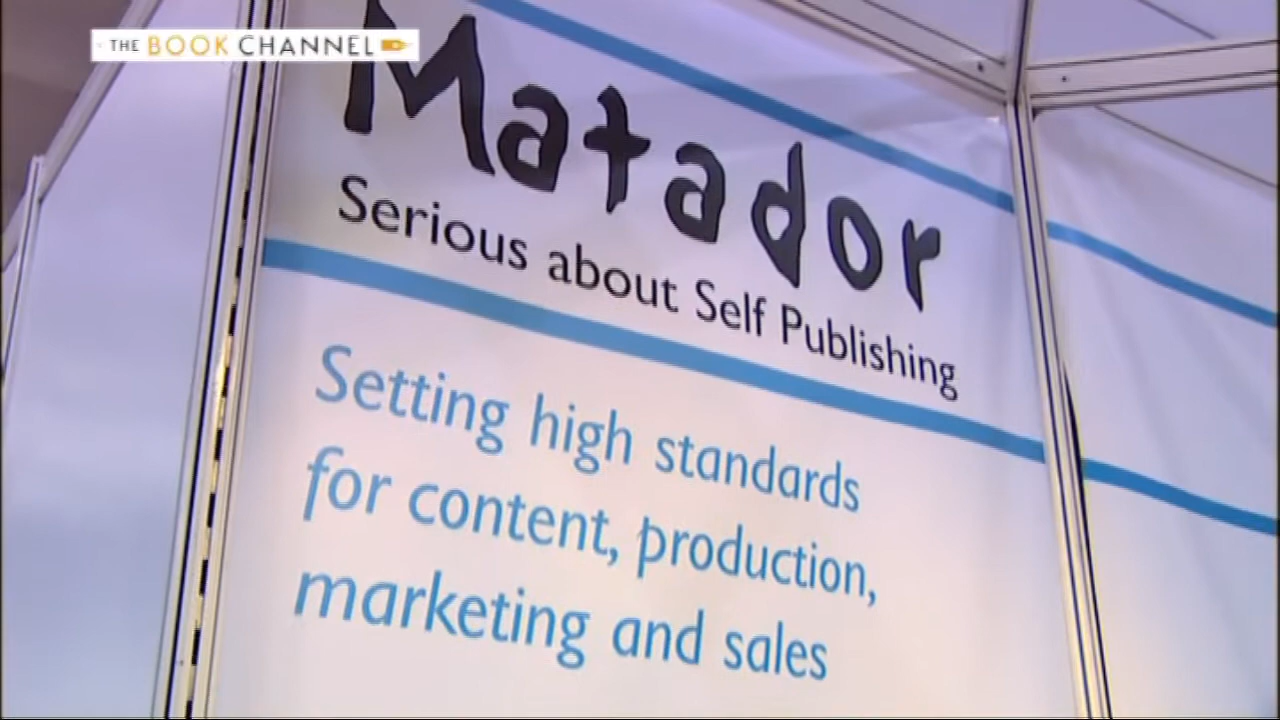 THE BOOK CHANNEL
Matador
Serious about Self Publishing
Setting high standards
for content, production,
marketing and sales